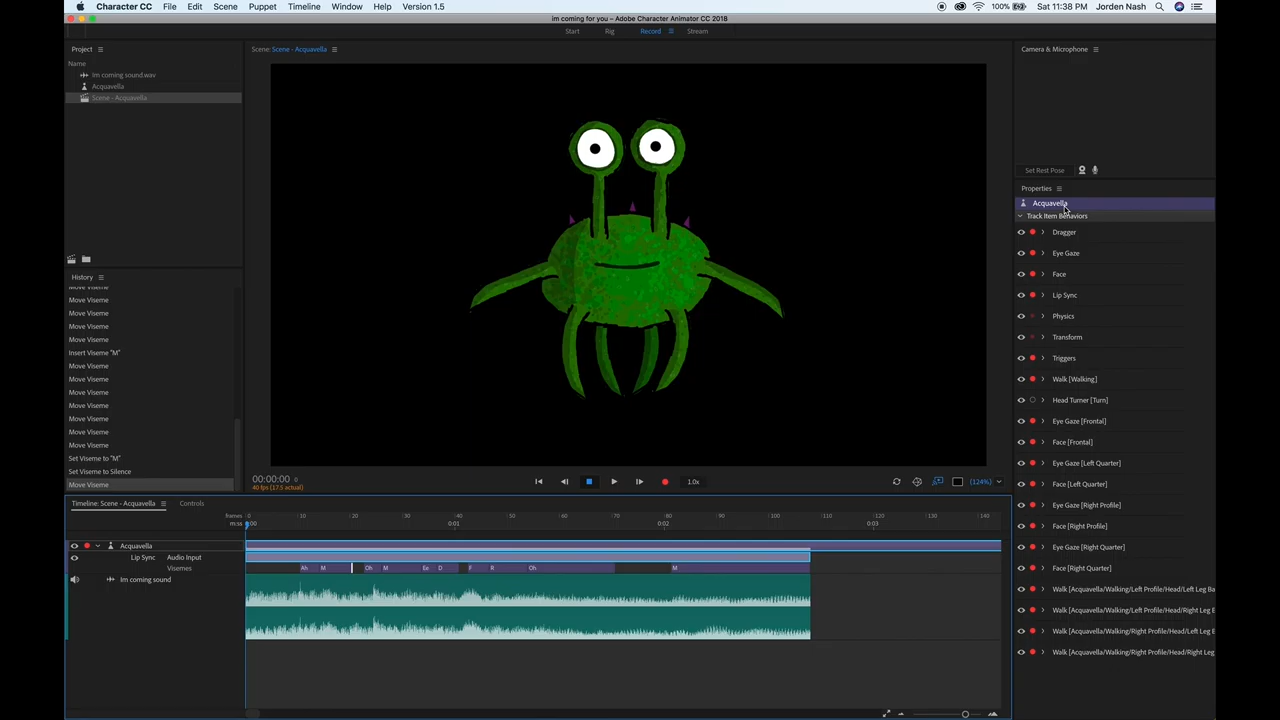 Character CC File Edit Scene Puppet Timeline Window Help Version 1.5 100% Sat 11:38 PM Jorden Nash
im coming for you – Adobe Character Animator CC 2018
Start Rig Record Stream
Project
Name
Im coming sound.wav
Acquavella
Scene - Acquavella
History
Move Viseme
Move Viseme
Move Viseme
Move Viseme
Move Viseme
Insert Viseme "M"
Move Viseme
Move Viseme
Move Viseme
Move Viseme
Move Viseme
Move Viseme
Move Viseme
Set Viseme to "M"
Set Viseme to Silence
Move Viseme
Scene: Scene - Acquavella
00:00:00 0
40 fps (17.5 actual)
1.0x
(124%)
Camera & Microphone
Set Rest Pose
Properties
Acquavella
Track Item Behaviors
Dragger
Eye Gaze
Face
Lip Sync
Physics
Transform
Triggers
Walk [Walking]
Head Turner [Turn]
Eye Gaze [Frontal]
Face [Frontal]
Eye Gaze [Left Quarter]
Face [Left Quarter]
Eye Gaze [Right Profile]
Face [Right Profile]
Eye Gaze [Right Quarter]
Face [Right Quarter]
Walk [Acquavella/Walking/Left Profile/Head/Left Leg Ba
Walk [Acquavella/Walking/Left Profile/Head/Right Leg E
Walk [Acquavella/Walking/Right Profile/Head/Left Leg E
Walk [Acquavella/Walking/Right Profile/Head/Right Leg
Timeline: Scene - Acquavella Controls
frames 0 10 20 30 40 50 60 70 80 90 100 110 120 130 140
m:ss 0:00 0:01 0:02 0:03
Acquavella
Lip Sync Audio Input
Visemes Ah M Oh M Ee D F R Oh M
Im coming sound